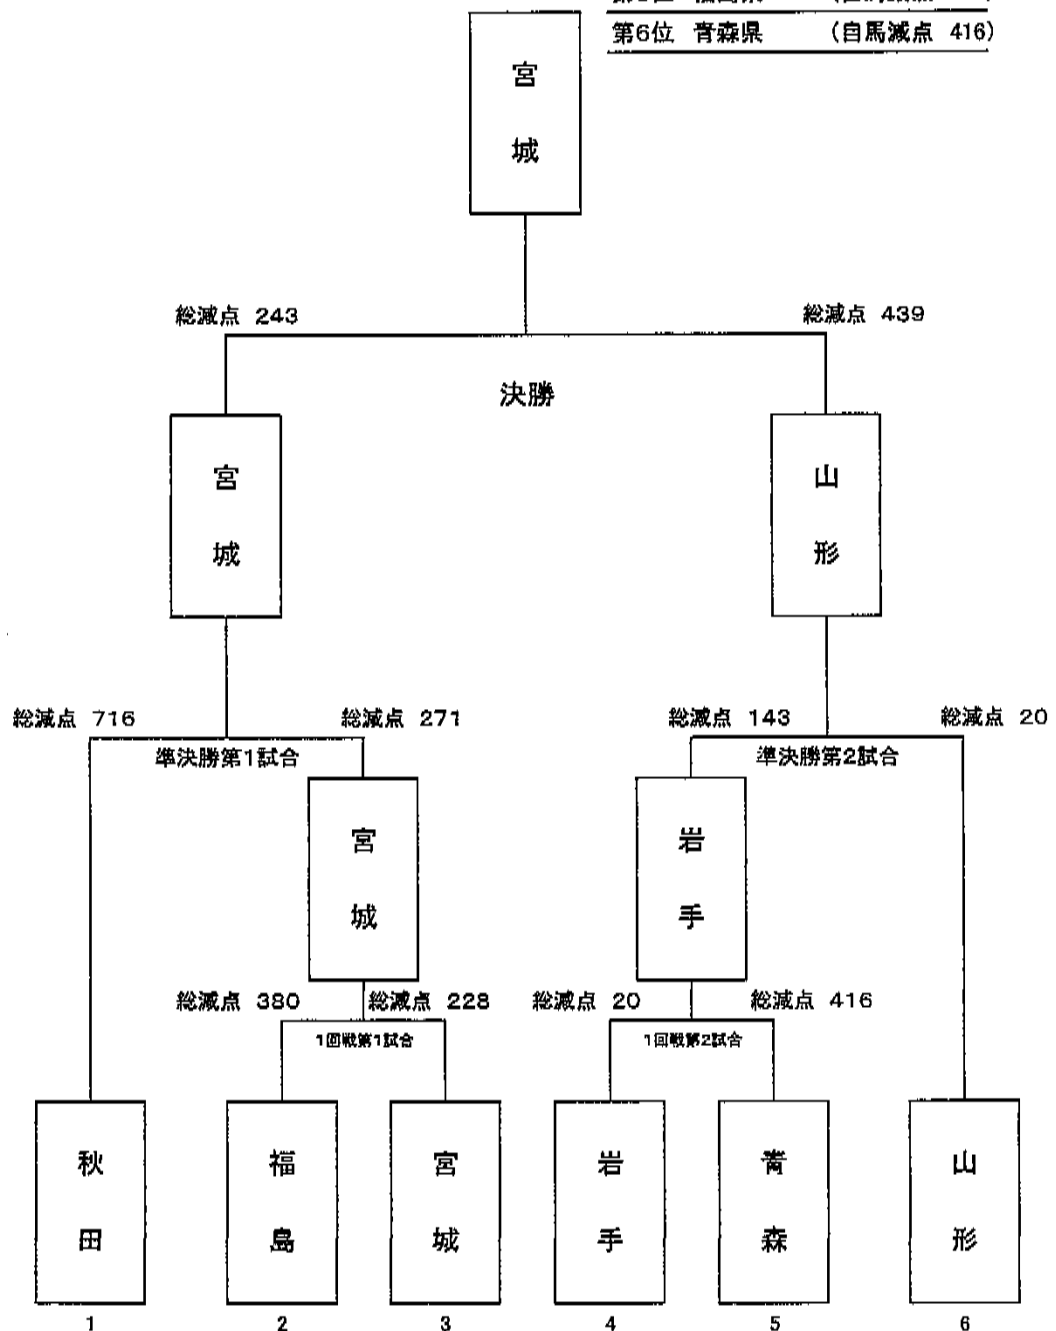 第6位 青森県 (自馬減点 416)
宮城
総減点 243
総減点 439
決勝
宮城
山形
総減点 716
総減点 271
総減点 143
総減点 20
準決勝第1試合
準決勝第2試合
宮城
岩手
総減点 380
総減点 228
総減点 20
総減点 416
1回戦第1試合
1回戦第2試合
秋田
福島
宮城
岩手
青森
山形
1
2
3
4
5
6